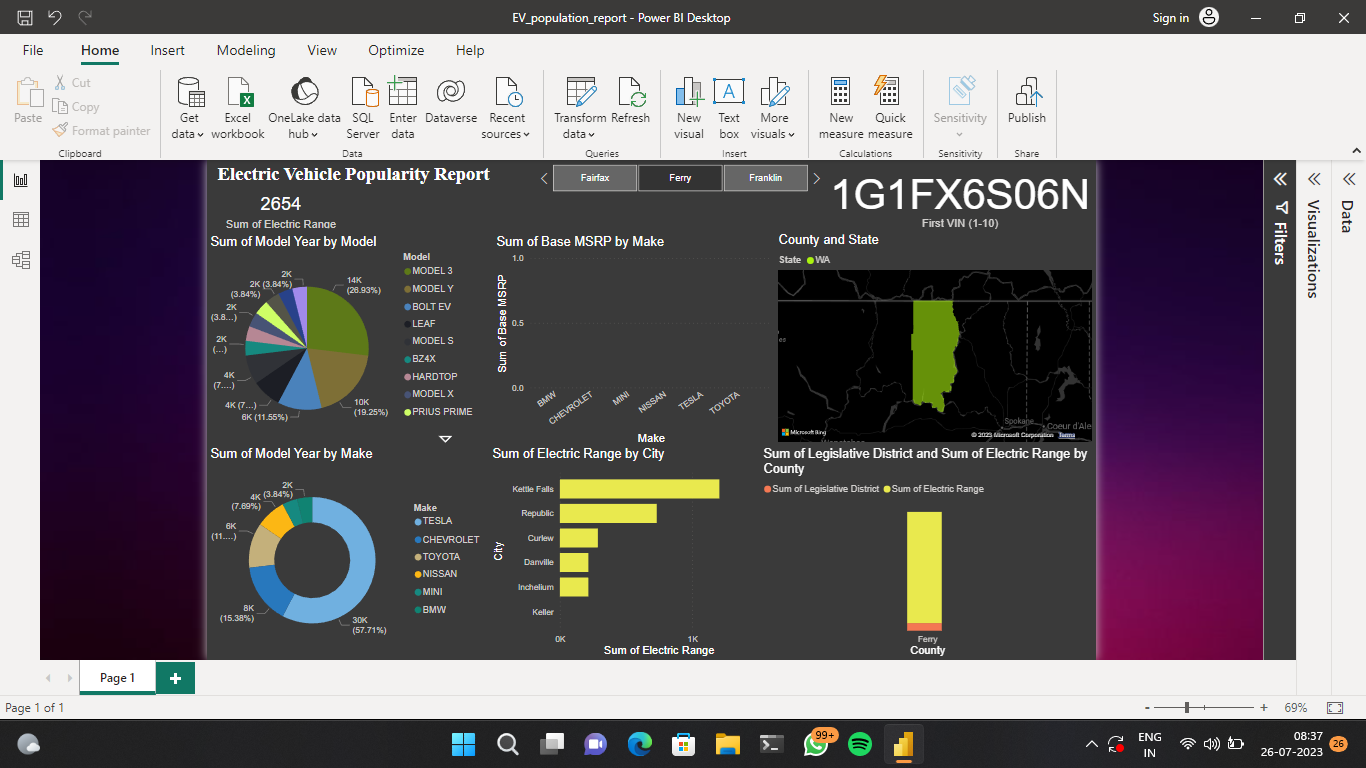 EV_population_report - Power BI Desktop
Sign in
File
Home
Insert
Modeling
View
Optimize
Help
Paste
Cut
Copy
Format painter
Get
data
Excel
workbook
OneLake data
hub
SQL
Server
Enter
data
Dataverse
Recent
sources
Transform
data
Refresh
New
visual
Text
box
More
visuals
New
measure
Quick
measure
Sensitivity
Publish
Clipboard
Data
Queries
Insert
Calculations
Sensitivity
Share
Electric Vehicle Popularity Report
2654
Sum of Electric Range
Fairfax
Ferry
Franklin
1G1FX6S06N
First VIN (1-10)
Sum of Model Year by Model
2K
(3.84%)
2K (3.84%)
2K
(3.8...)
2K
(...)
4K
(7....)
4K (7...)
6K (11.55%)
14K
(26.93%)
10K
(19.25%)
Model
MODEL 3
MODEL Y
BOLT EV
LEAF
MODEL S
BZ4X
HARDTOP
MODEL X
PRIUS PRIME
Sum of Base MSRP by Make
Sum of Base MSRP
1.0
0.5
0.0
BMW
CHEVROLET
MINI
NISSAN
TESLA
TOYOTA
Make
County and State
State
WA
Spokane
Coeur d'Ale
Microsoft Bing
© 2023 Microsoft Corporation
Terms
Sum of Model Year by Make
2K
(3.84%)
4K
(7.69%)
6K
(11....)
8K
(15.38%)
30K
(57.71%)
Make
TESLA
CHEVROLET
TOYOTA
NISSAN
MINI
BMW
Sum of Electric Range by City
City
Kettle Falls
Republic
Curlew
Danville
Inchelium
Keller
0K
1K
Sum of Electric Range
Sum of Legislative District and Sum of Electric Range by
County
Sum of Legislative District
Sum of Electric Range
Ferry
County
Filters
Visualizations
Data
Page 1
Page 1 of 1
69%
99+
ENG
IN
08:37
26-07-2023
26